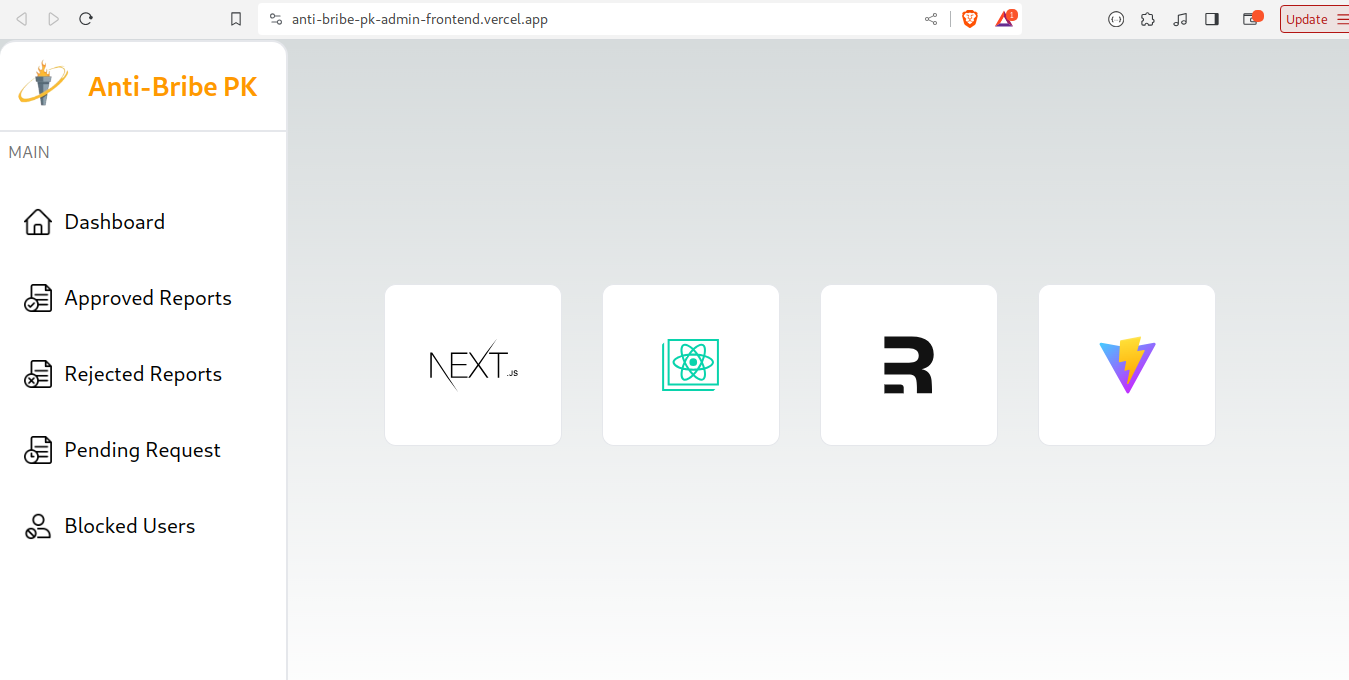 anti-bribe-pk-admin-frontend.vercel.app
1
Update
Anti-Bribe PK
MAIN
Dashboard
Approved Reports
Rejected Reports
Pending Request
Blocked Users
NEXT.JS